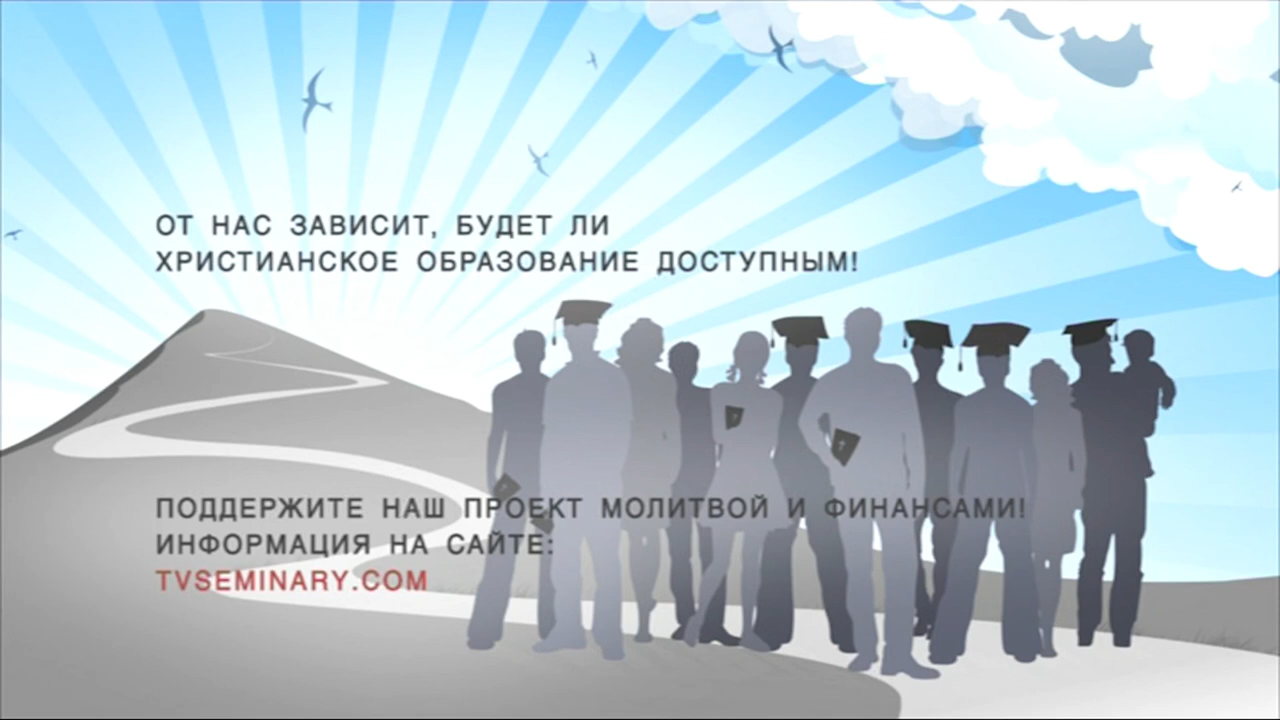 ОТ НАС ЗАВИСИТ, БУДЕТ ЛИ
ХРИСТИАНСКОЕ ОБРАЗОВАНИЕ ДОСТУПНЫМ!
ПОДДЕРЖИТЕ НАШ ПРОЕКТ МОЛИТВОЙ И ФИНАНСАМИ!
ИНФОРМАЦИЯ НА САЙТЕ:
TVSEMINARY.COM